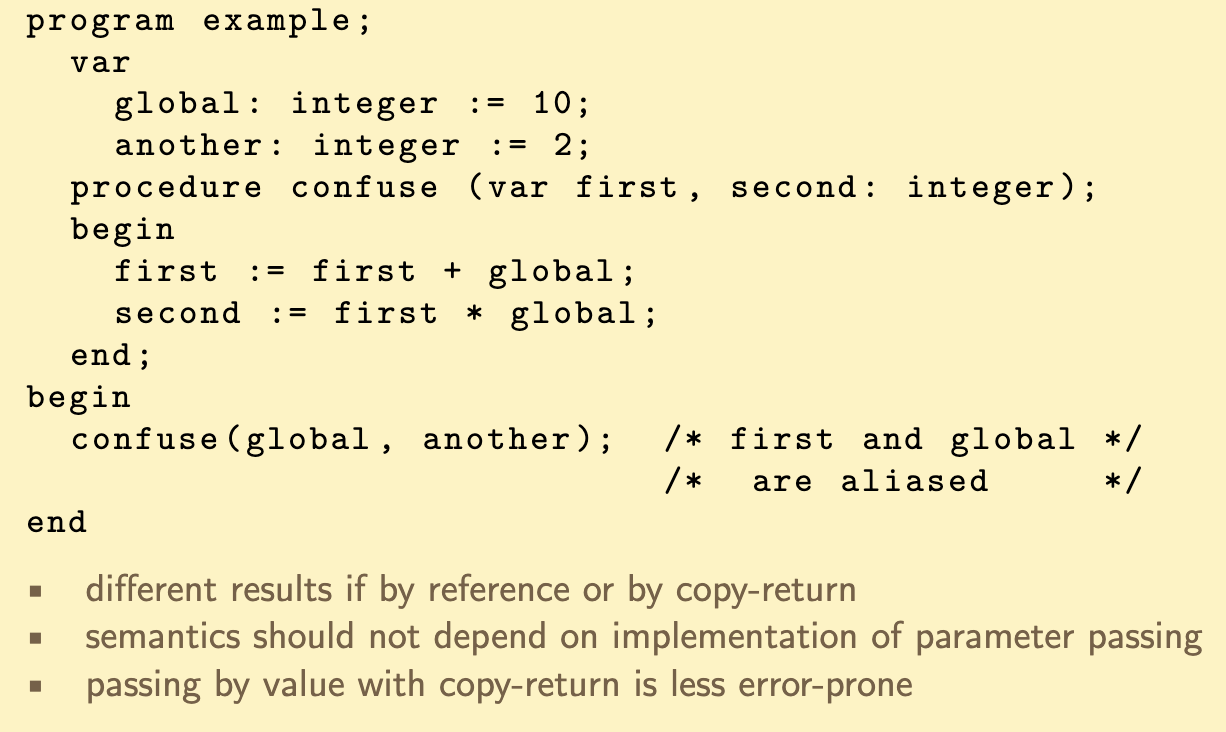 program example;
var
global: integer := 10;
another: integer := 2;
procedure confuse (var first, second: integer);
begin
first := first + global;
second := first * global;
end;
begin
confuse(global, another); /* first and global */
/* are aliased */
end
▪ different results if by reference or by copy-return
▪ semantics should not depend on implementation of parameter passing
▪ passing by value with copy-return is less error-prone